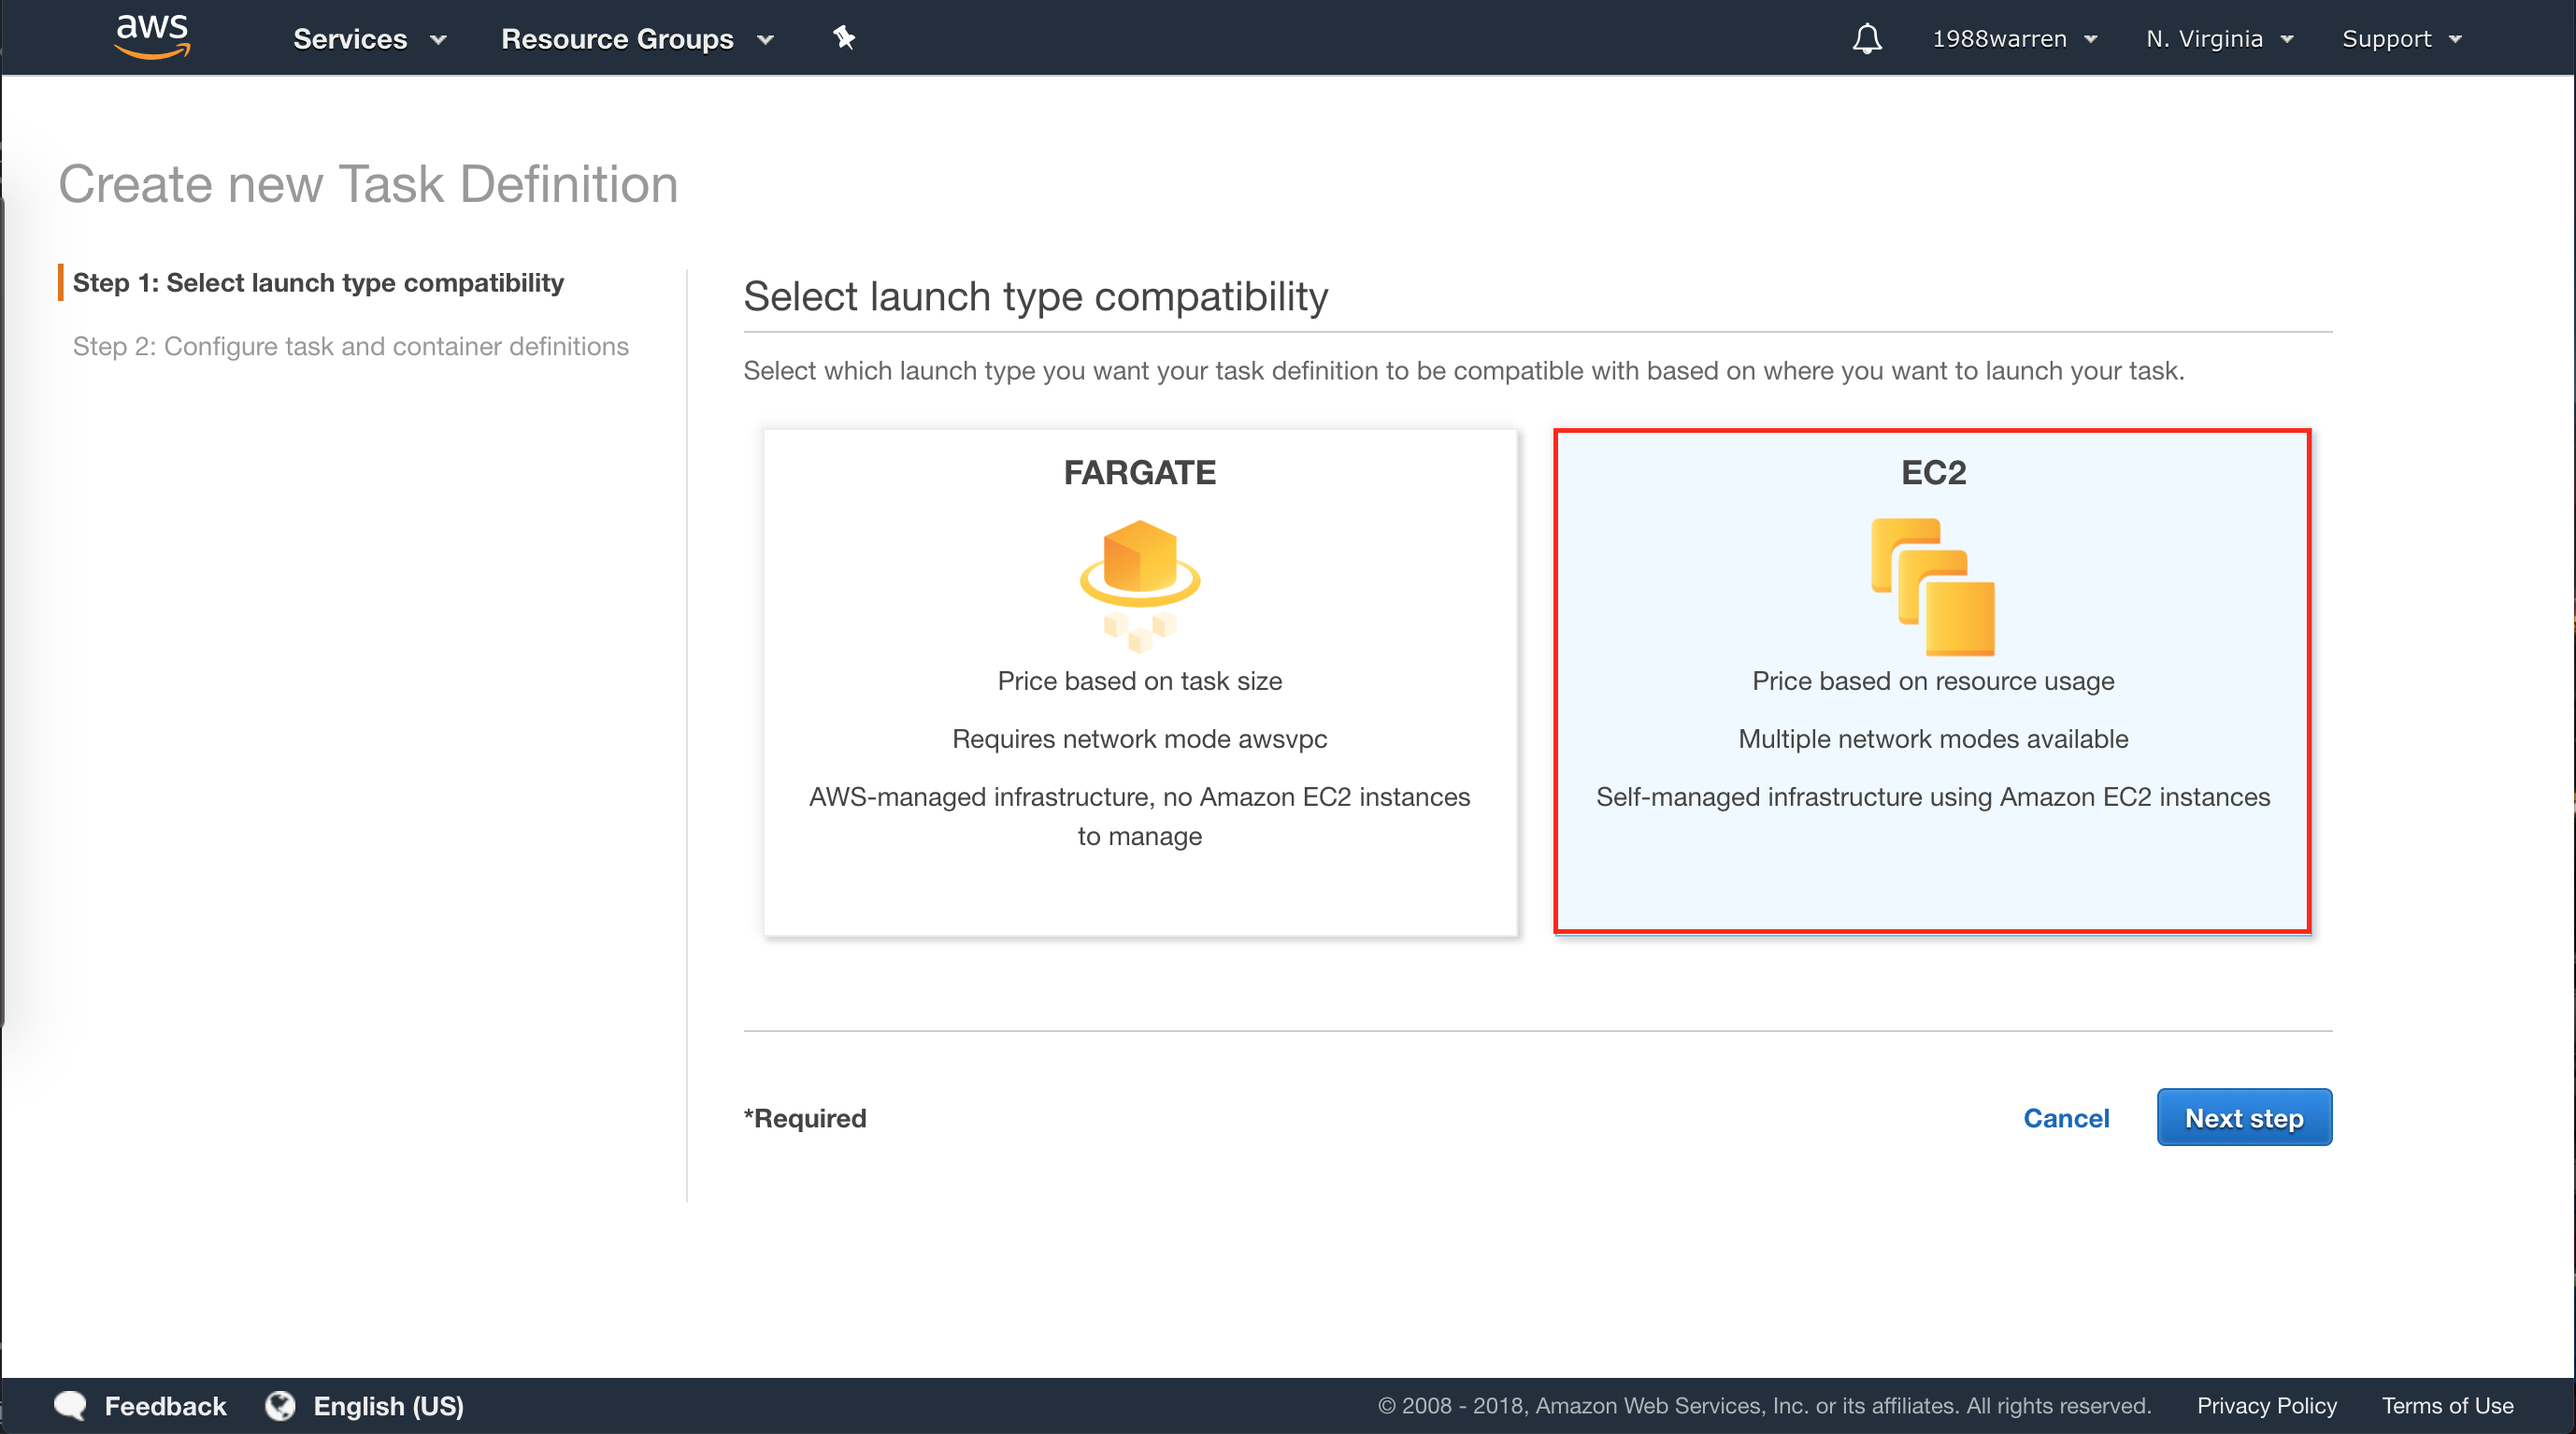 aws
Services
Resource Groups
1988warren
N. Virginia
Support
Create new Task Definition
Step 1: Select launch type compatibility
Step 2: Configure task and container definitions
Select launch type compatibility
Select which launch type you want your task definition to be compatible with based on where you want to launch your task.
FARGATE
Price based on task size
Requires network mode awsvpc
AWS-managed infrastructure, no Amazon EC2 instances
to manage
EC2
Price based on resource usage
Multiple network modes available
Self-managed infrastructure using Amazon EC2 instances
*Required
Cancel
Next step
Feedback
English (US)
© 2008 - 2018, Amazon Web Services, Inc. or its affiliates. All rights reserved.
Privacy Policy
Terms of Use